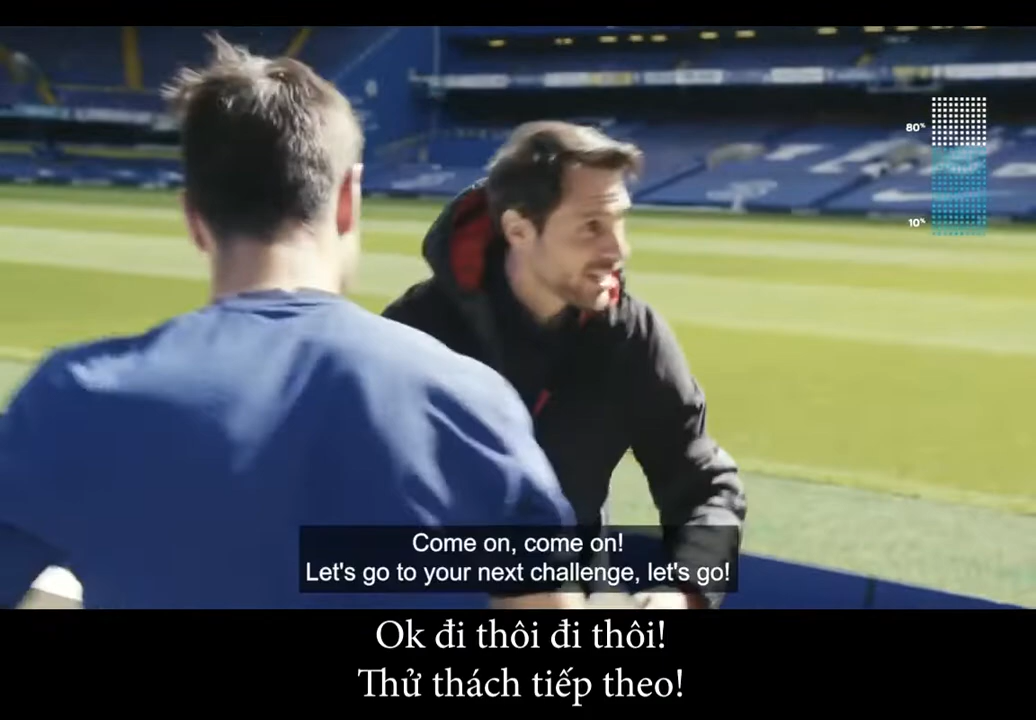 80%
10%
Come on, come on!
Let's go to your next challenge, let's go!
Ok đi thôi đi thôi!
Thử thách tiếp theo!